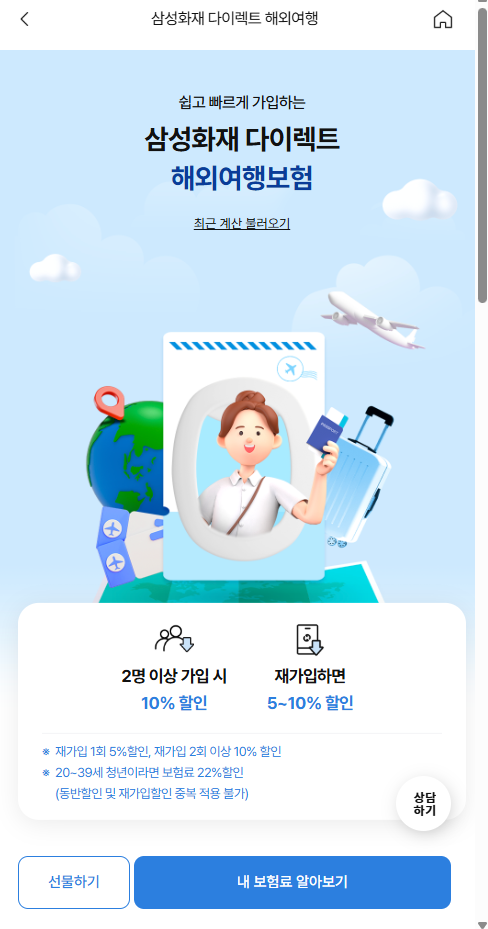 삼성화재 다이렉트 해외여행
쉽고 빠르게 가입하는
삼성화재 다이렉트
해외여행보험
최근 계산 불러오기
2명 이상 가입 시
10% 할인
재가입하면
5~10% 할인
※ 재가입 1회 5%할인, 재가입 2회 이상 10% 할인
※ 20~39세 청년이라면 보험료 22%할인
(동반할인 및 재가입할인 중복 적용 불가)
상담
하기
선물하기
내 보험료 알아보기